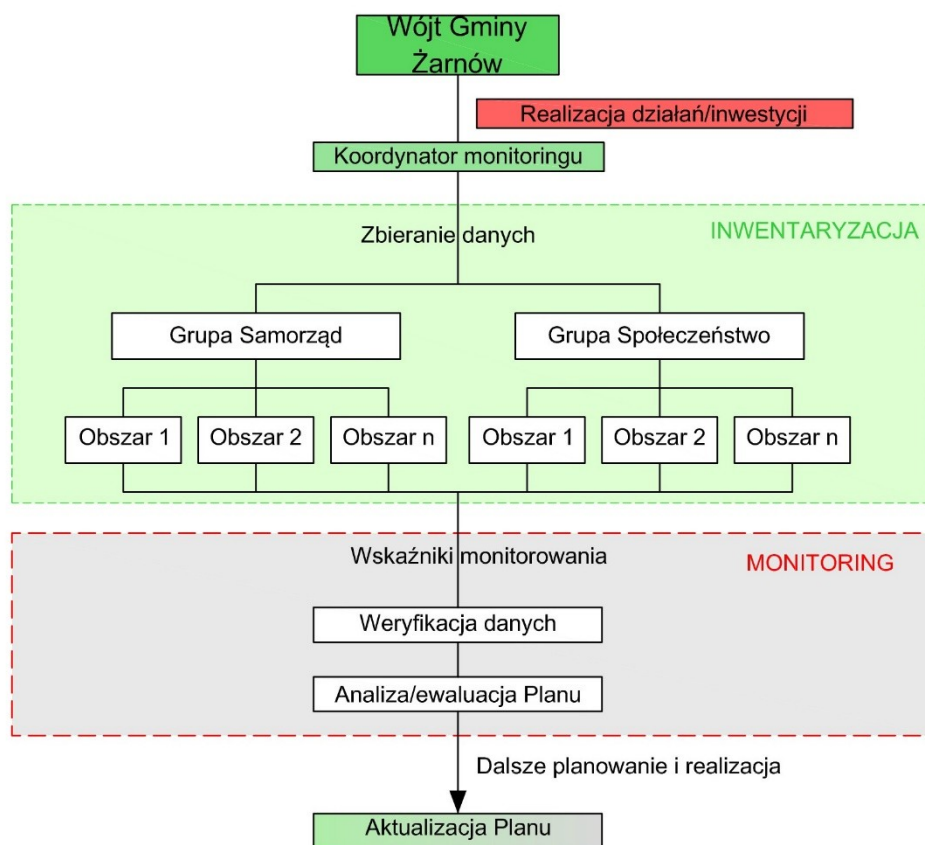 Wójt Gminy
Żarnów
Realizacja działań/inwestycji
Koordynator monitoringu
Zbieranie danych
INWENTARYZACJA
Grupa Samorząd
Grupa Społeczeństwo
Obszar 1
Obszar 2
Obszar n
Obszar 1
Obszar 2
Obszar n
Wskaźniki monitorowania
MONITORING
Weryfikacja danych
Analiza/ewaluacja Planu
Dalsze planowanie i realizacja
Aktualizacja Planu